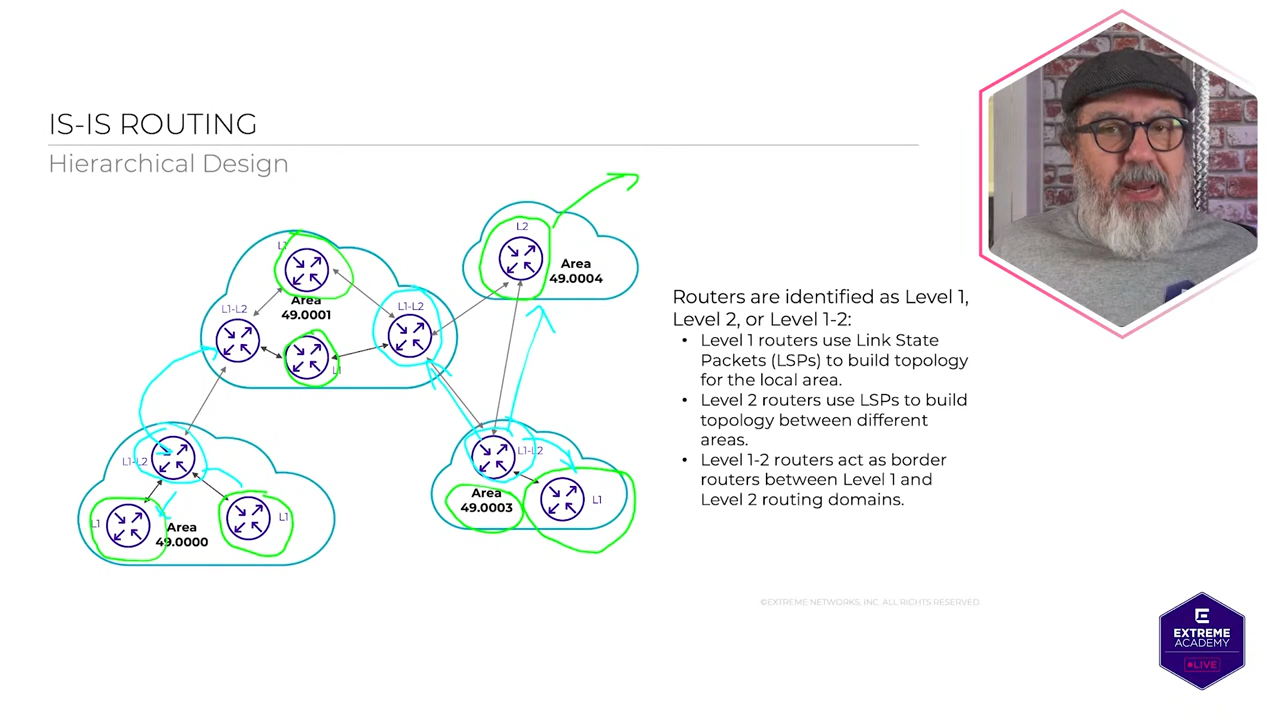 IS-IS ROUTING
Hierarchical Design
L2
Area
49.0004
L1
Area
49.0001
L1-L2
L1-L2
L1
L1-L2
L1
L1
Area
49.0000
L1-L2
Area
49.0003
L1
Routers are identified as Level 1,
Level 2, or Level 1-2:
• Level 1 routers use Link State
Packets (LSPs) to build topology
for the local area.
• Level 2 routers use LSPs to build
topology between different
areas.
• Level 1-2 routers act as border
routers between Level 1 and
Level 2 routing domains.
©EXTREME NETWORKS, INC. ALL RIGHTS RESERVED.
EXTREME
ACADEMY
LIVE